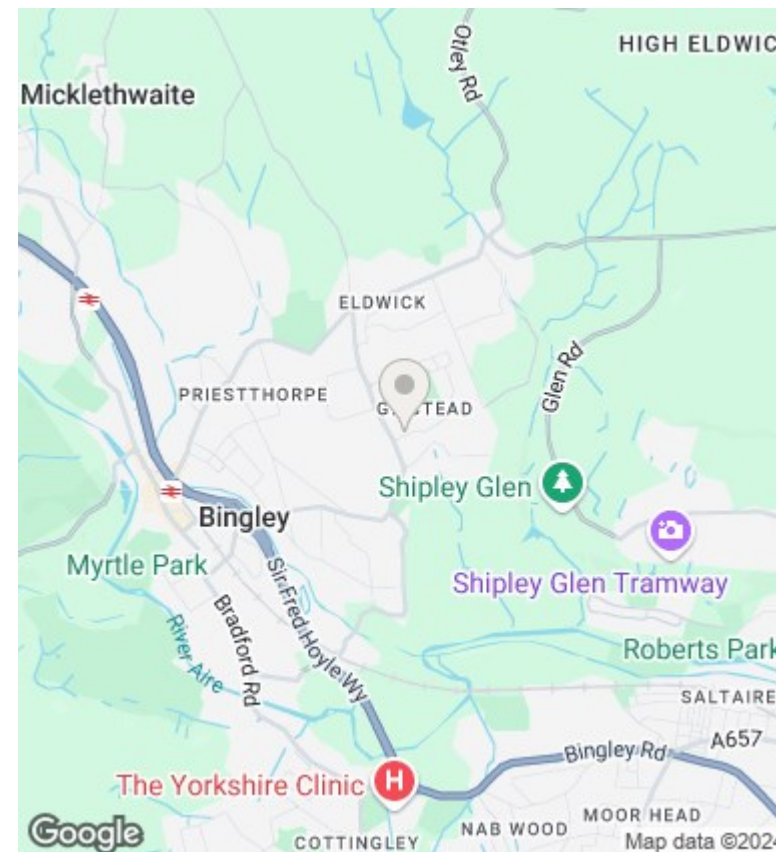 HIGH ELDWIC
Otley Rd
Micklethwaite
ELDWICK
Glen Rd
PRIESTTHORPE
Shipley Glen
Bingley
Myrtle Park
Shipley Glen Tramway
Sir Fred Hoyle Wy
Bradford Rd
River Aire
Roberts Park
SALTAIRE
A657
Bingley Rd
The Yorkshire Clinic
H
MOOR HEAD
NAB WOOD
COTTINGLEY
Google
Map data ©202